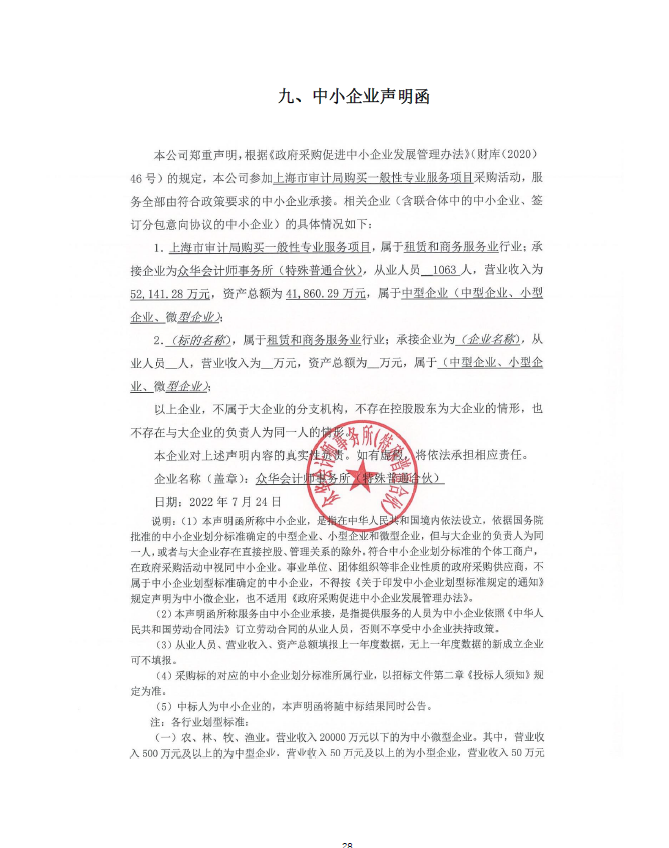 九、中小企业声明函
本公司郑重声明，根据《政府采购促进中小企业发展管理办法》（财库（2020）
46 号）的规定，本公司参加上海市审计局购买一般性专业服务项目采购活动，服
务全部由符合政策要求的中小企业承接。相关企业（含联合体中的中小企业、签
订分包意向协议的中小企业）的具体情况如下：
1. 上海市审计局购买一般性专业服务项目，属于租赁和商务服务业行业；承
接企业为众华会计师事务所（特殊普通合伙），从业人员__1063 人，营业收入为
52,141.28 万元，资产总额为 41,860.29 万元，属于中型企业（中型企业、小型
企业、微型企业）；
2.（标的名称），属于租赁和商务服务业行业；承接企业为（企业名称），从
业人员__人，营业收入为__万元，资产总额为__万元，属于（中型企业、小型企
业、微型企业）；
以上企业，不属于大企业的分支机构，不存在控股股东为大企业的情形，也
不存在与大企业的负责人为同一人的情形。
本企业对上述声明内容的真实性负责。如有虚假，将依法承担相应责任。
企业名称（盖章）：众华会计师事务所（特殊普通合伙）
众华会计师事务所（特殊普通合伙）
日期：2022 年 7 月 24 日
说明：（1）本声明函所称中小企业，是指在中华人民共和国境内依法设立，依据国务院
批准的中小企业划分标准确定的中型企业、小型企业和微型企业，但与大企业的负责人为同
一人，或者与大企业存在直接控股、管理关系的除外。符合中小企业划分标准的个体工商户，
在政府采购活动中视同中小企业。事业单位、团体组织等非企业性质的政府采购供应商，不
属于中小企业划型标准确定的中小企业，不得按《关于印发中小企业划型标准规定的通知》
规定声明为中小微企业，也不适用《政府采购促进中小企业发展管理办法》。
（2）本声明函所称服务由中小企业承接，是指提供服务的人员为中小企业依照《中华人
民共和国劳动合同法》订立劳动合同的从业人员，否则不享受中小企业扶持政策。
（3）从业人员、营业收入、资产总额填报上一年度数据，无上一年度数据的新成立企业
可不填报。
（4）采购标的对应的中小企业划分标准所属行业，以招标文件第二章《投标人须知》规
定为准。
（5）中标人为中小企业的，本声明函将随中标结果同时公告。
注：各行业划型标准：
（一）农、林、牧、渔业。营业收入 20000 万元以下的为中小微型企业。其中，营业收
入 500 万元及以上的为中型企业，营业收入 50 万元及以上的为小型企业，营业收入 50 万元
28